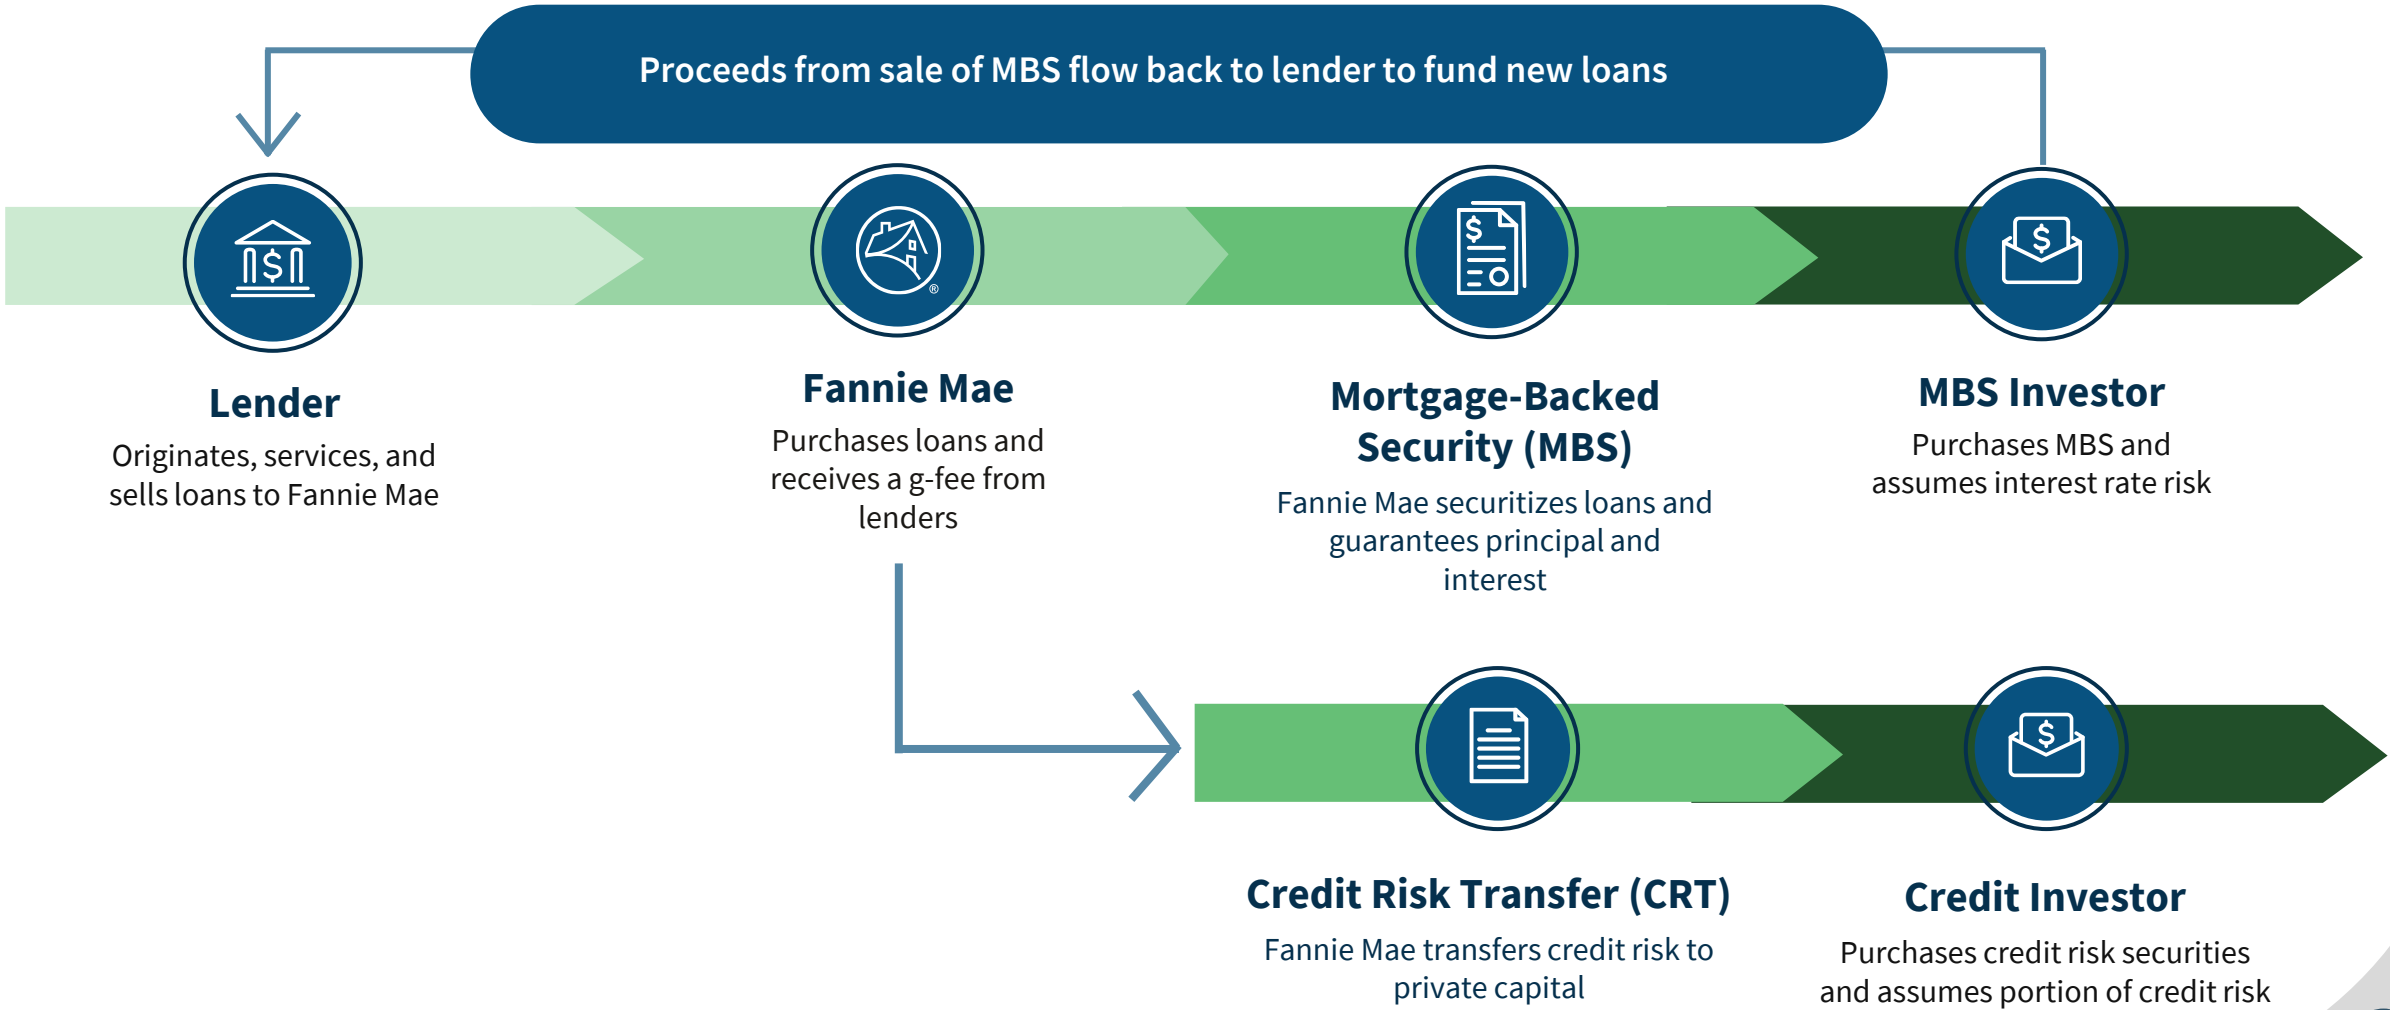 Proceeds from sale of MBS flow back to lender to fund new loans
$
®
$
$
Lender
Originates, services, and
sells loans to Fannie Mae
Fannie Mae
Purchases loans and
receives a g-fee from
lenders
Mortgage-Backed
Security (MBS)
Fannie Mae securitizes loans and
guarantees principal and
interest
MBS Investor
Purchases MBS and
assumes interest rate risk
$
Credit Risk Transfer (CRT)
Fannie Mae transfers credit risk to
private capital
Credit Investor
Purchases credit risk securities
and assumes portion of credit risk